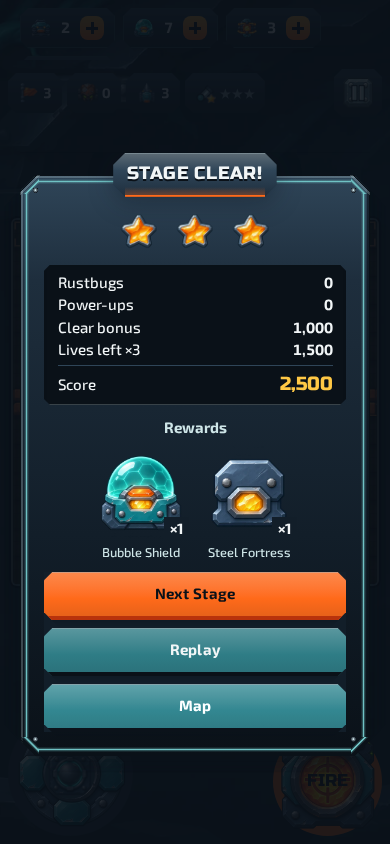 2 7 3
3 0 3
STAGE CLEAR!
Rustbugs 0
Power-ups 0
Clear bonus 1,000
Lives left ×3 1,500
Score 2,500
Rewards
×1 ×1
Bubble Shield Steel Fortress
Next Stage
Replay
Map
FIRE